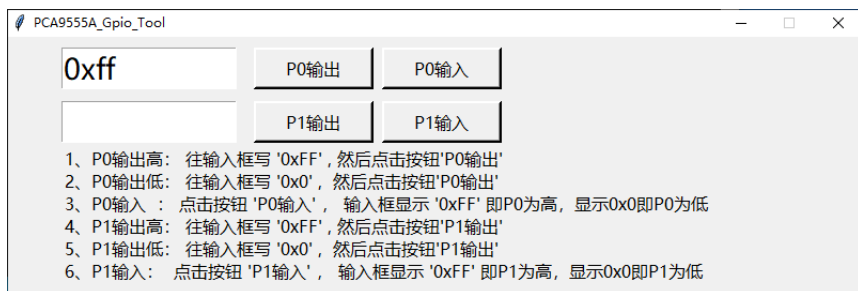 PCA9555A_Gpio_Tool
0xff P0输出 P0输入
P1输出 P1输入
1、P0输出高： 往输入框写 '0xFF' , 然后点击按钮'P0输出'
2、P0输出低： 往输入框写 '0x0' , 然后点击按钮'P0输出'
3、P0输入 ： 点击按钮 'P0输入' ， 输入框显示 '0xFF' 即P0为高，显示0x0即P0为低
4、P1输出高： 往输入框写 '0xFF' , 然后点击按钮'P1输出'
5、P1输出低： 往输入框写 '0x0' , 然后点击按钮'P1输出'
6、P1输入： 点击按钮 'P1输入' ， 输入框显示 '0xFF' 即P1为高，显示0x0即P1为低